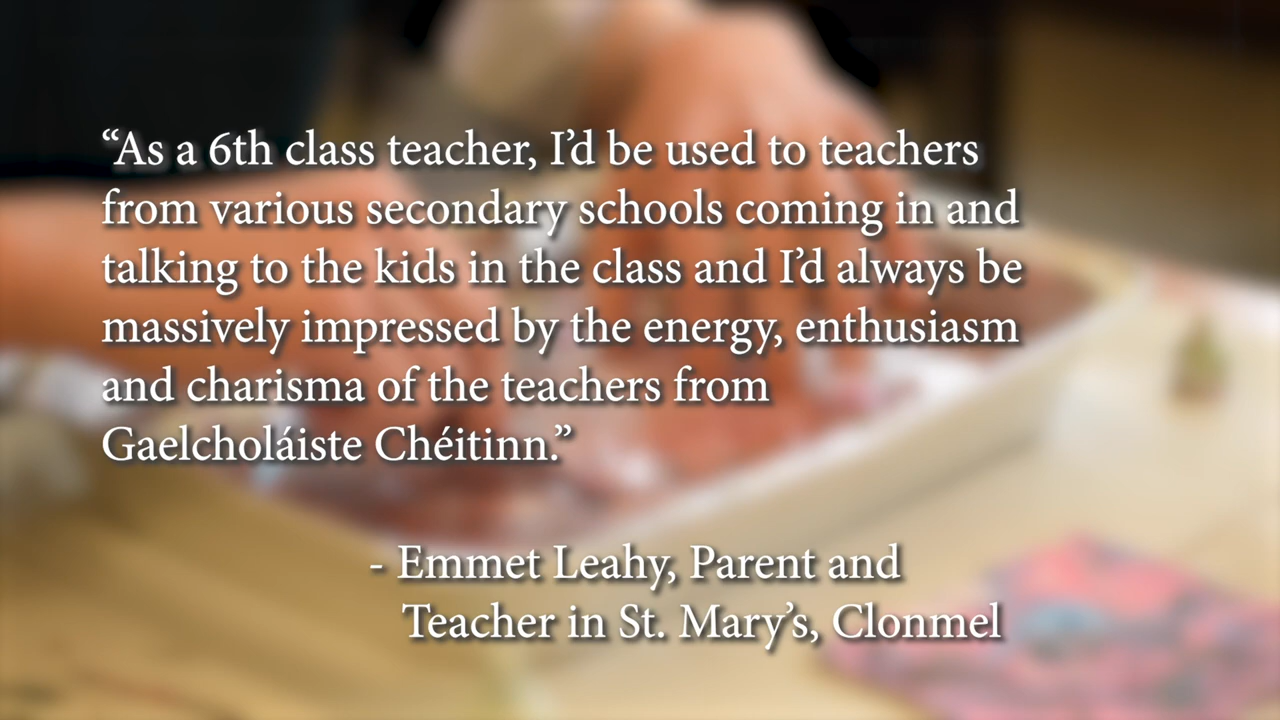 “As a 6th class teacher, I’d be used to teachers
from various secondary schools coming in and
talking to the kids in the class and I’d always be
massively impressed by the energy, enthusiasm
and charisma of the teachers from
Gaelcholáiste Chéitinn.”
- Emmet Leahy, Parent and
Teacher in St. Mary’s, Clonmel